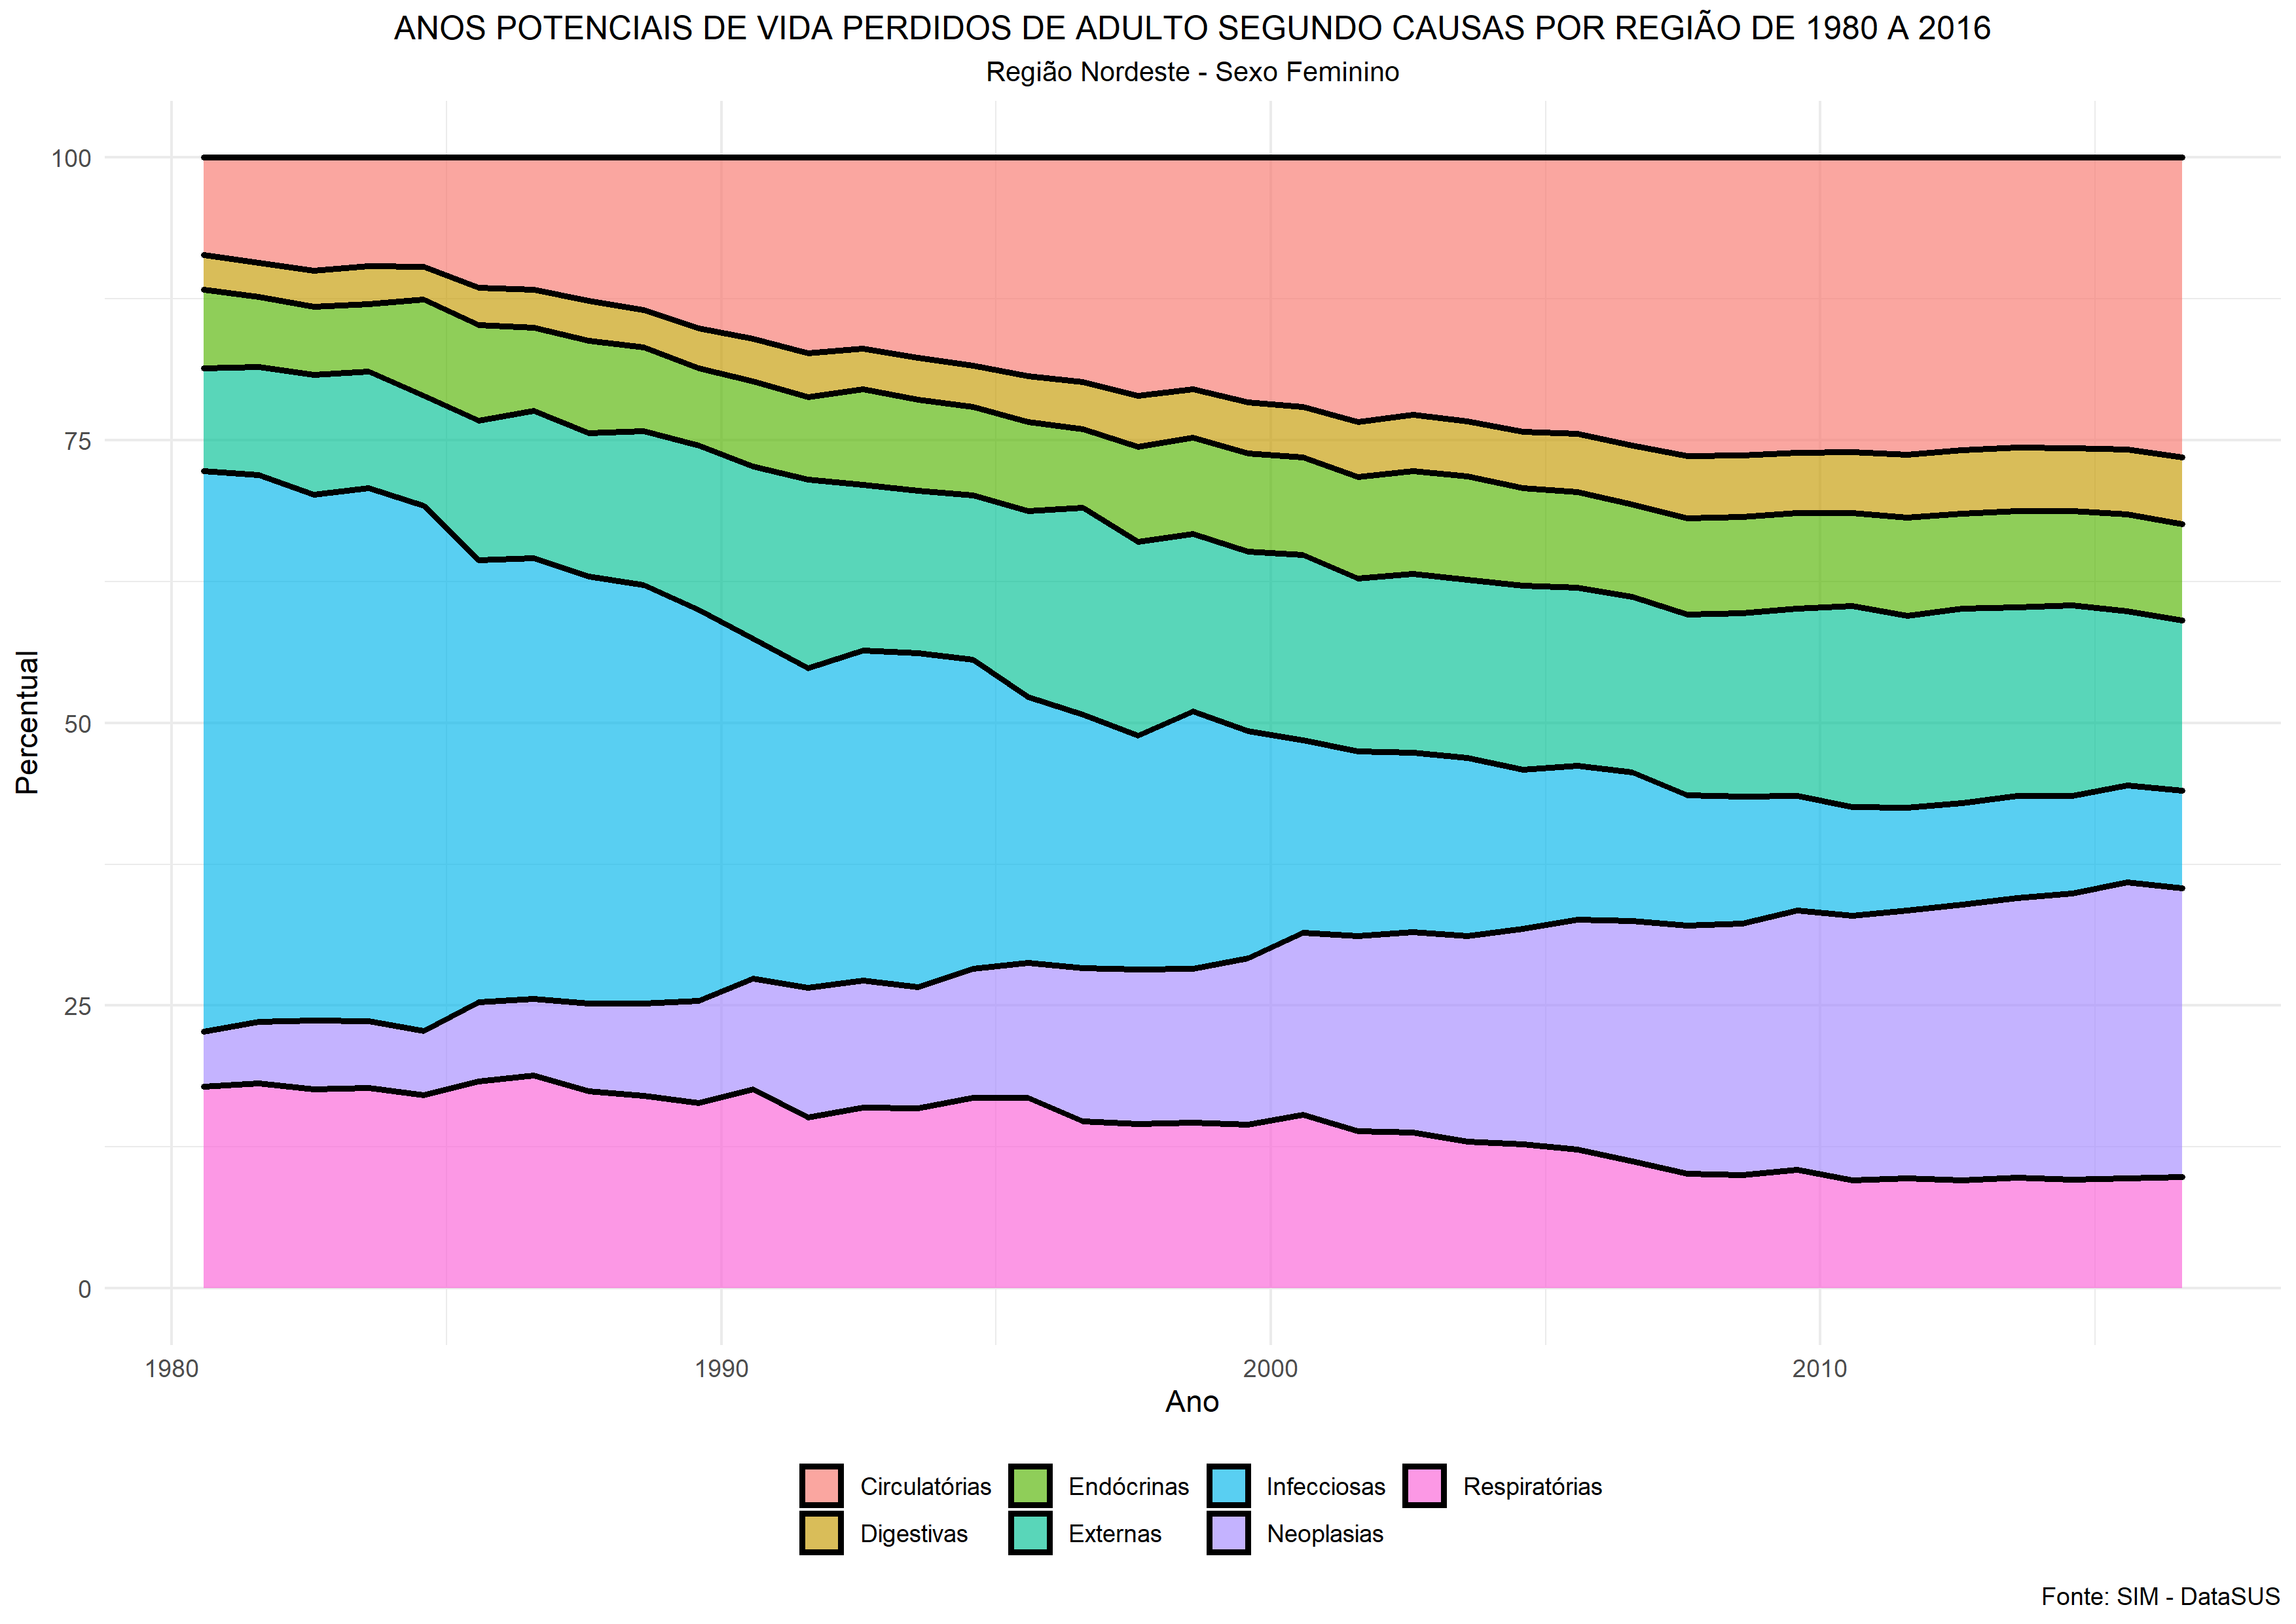 ANOS POTENCIAIS DE VIDA PERDIDOS DE ADULTO SEGUNDO CAUSAS POR REGIÃO DE 1980 A 2016
Região Nordeste - Sexo Feminino
Percentual
100
75
50
25
0
1980 1990 2000 2010
Ano
Circulatórias Endócrinas Infecciosas Respiratórias
Digestivas Externas Neoplasias
Fonte: SIM - DataSUS